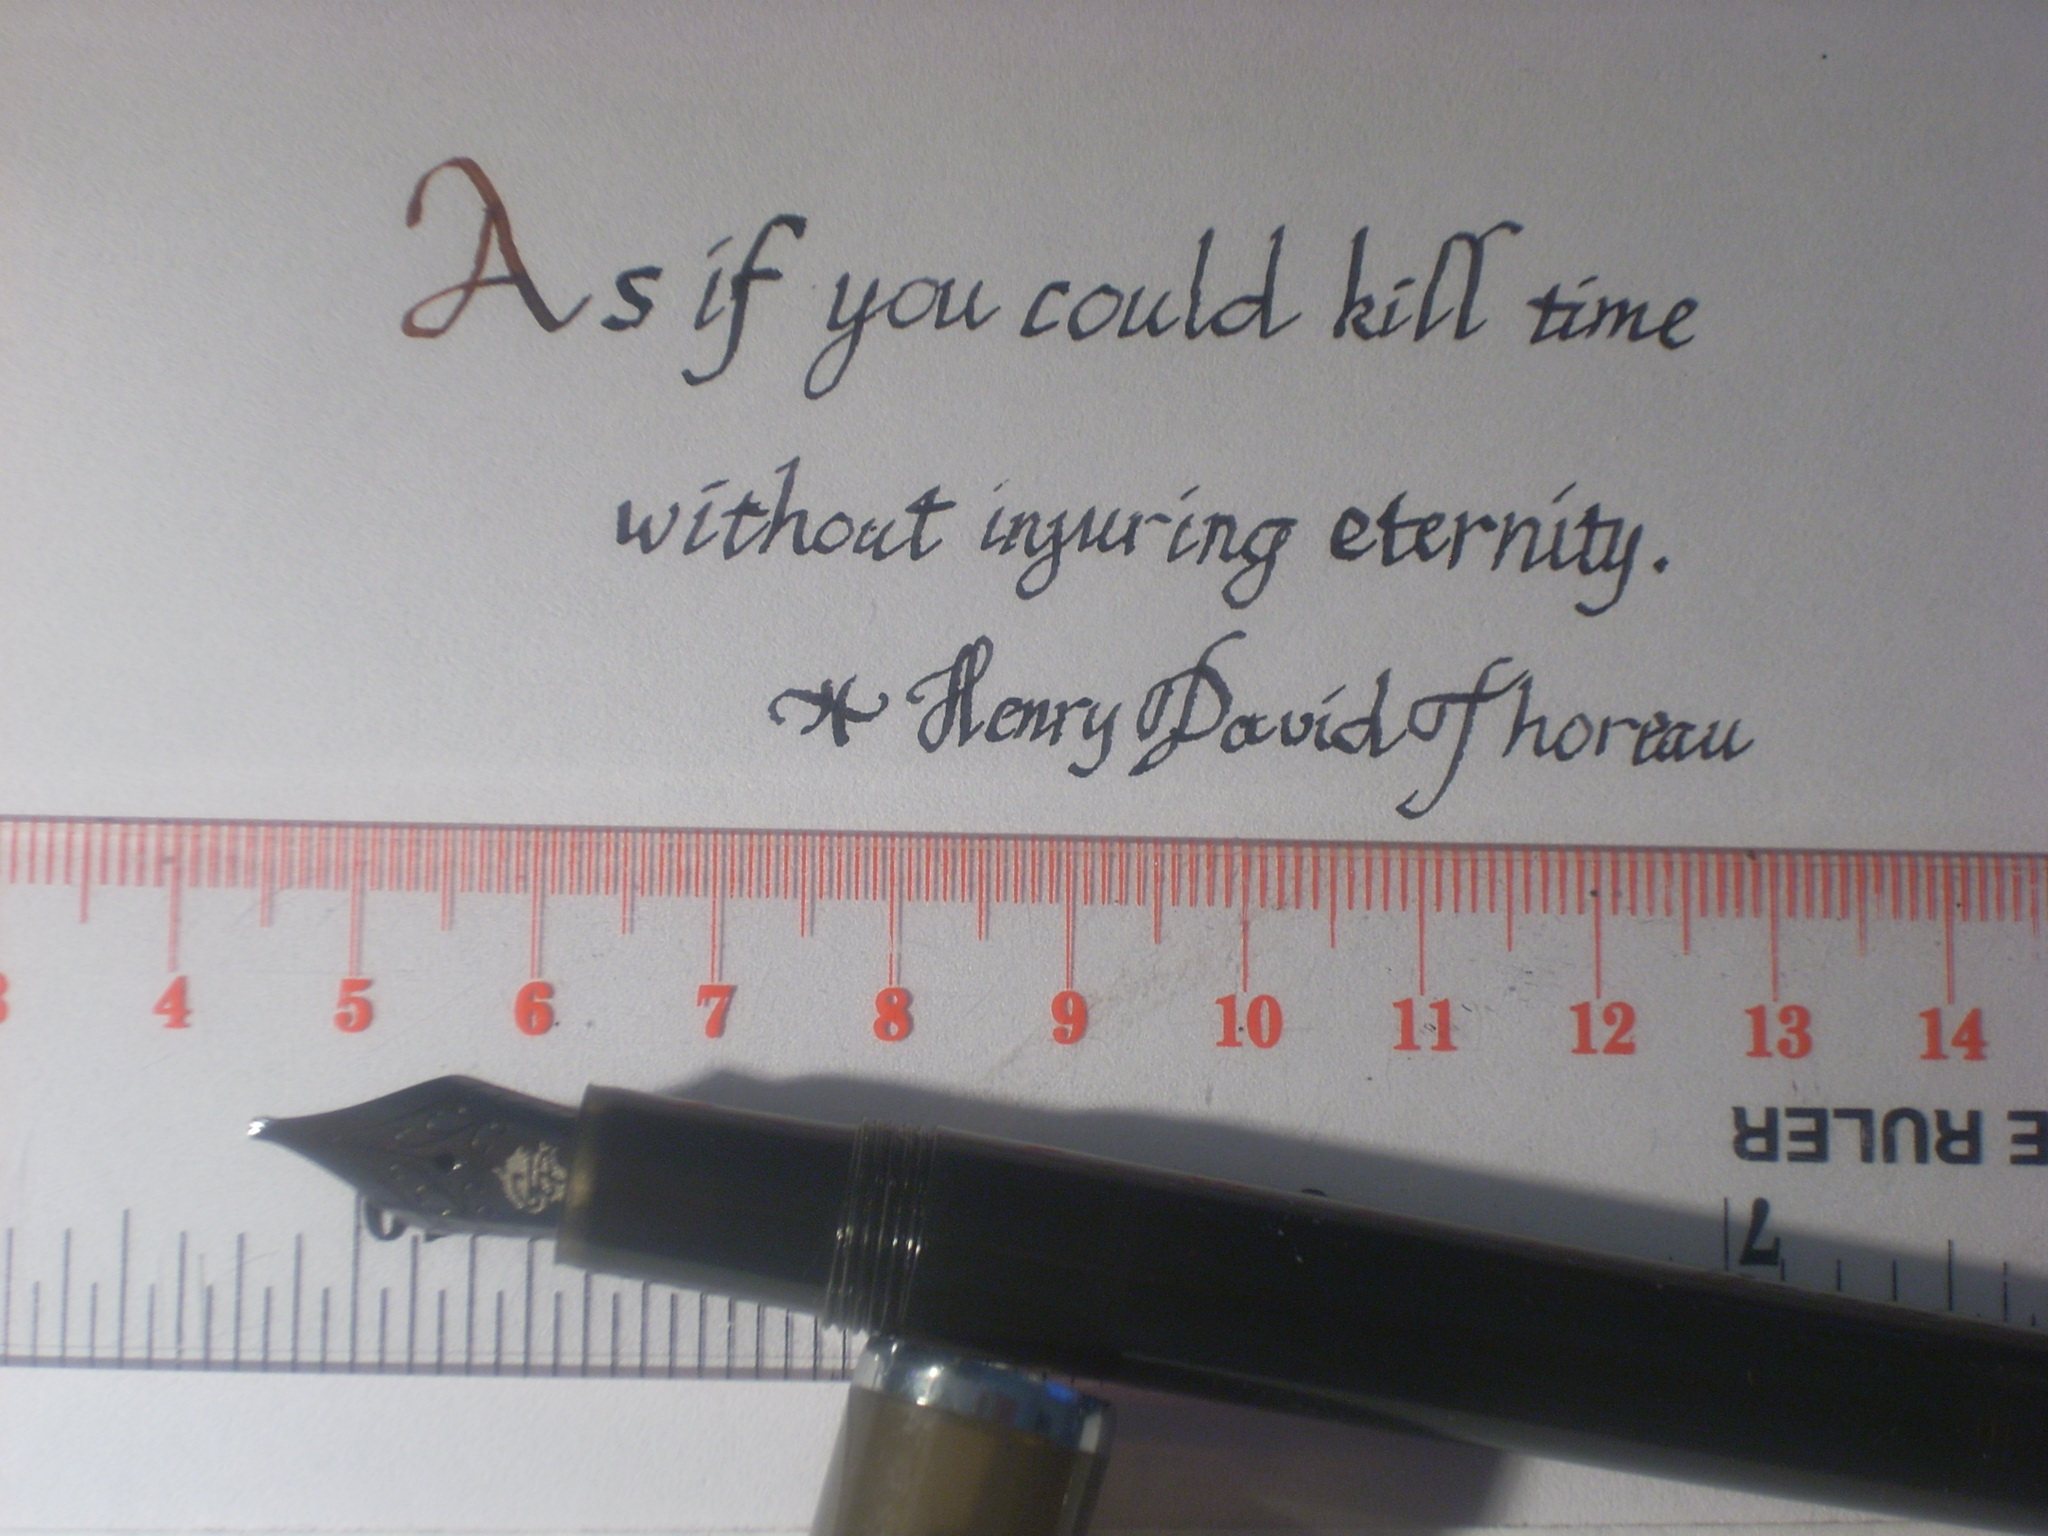 As if you could kill time
without injuring eternity.
* Henry David Thoreau
4 5 6 7 8 9 10 11 12 13 14
E RULER
7